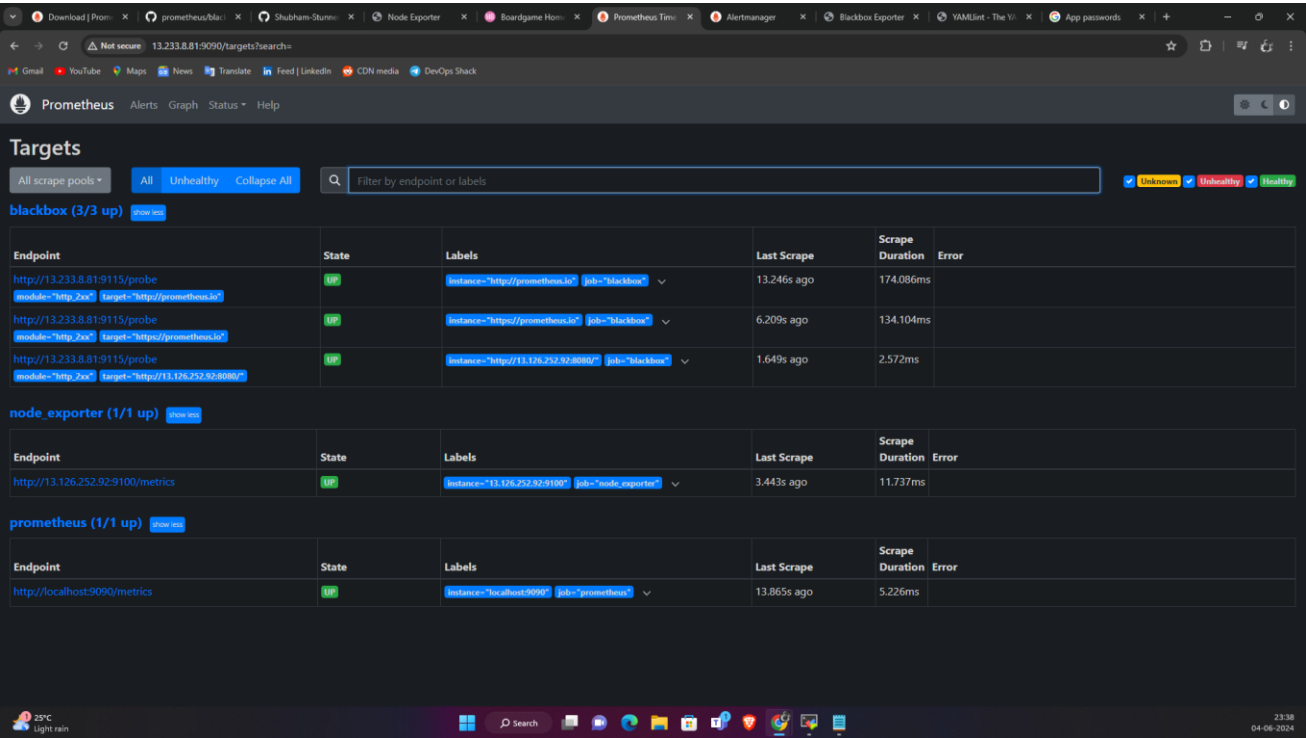 Download | Prom
prometheus/blac
Shubham-Stunne
Node Exporter
Boardgame Hom
Prometheus Time
Alertmanager
Blackbox Exporter
YAMLlint - The YA
App passwords
Not secure 13.233.8.81:9090/targets?search=
Gmail YouTube Maps News Translate Feed | LinkedIn CDN media DevOps Shack
Prometheus Alerts Graph Status Help
Targets
All scrape pools All Unhealthy Collapse All Filter by endpoint or labels Unknown Unhealthy Healthy
blackbox (3/3 up) show less
Endpoint State Labels Last Scrape Scrape Duration Error
http://13.233.8.81:9115/probe UP instance="http://prometheus.io" job="blackbox" 13.246s ago 174.086ms
module="http_2xx" target="http://prometheus.io"
http://13.233.8.81:9115/probe UP instance="https://prometheus.io" job="blackbox" 6.209s ago 134.104ms
module="http_2xx" target="https://prometheus.io"
http://13.233.8.81:9115/probe UP instance="http://13.126.252.92:8080/" job="blackbox" 1.649s ago 2.572ms
module="http_2xx" target="http://13.126.252.92:8080/"
node_exporter (1/1 up) show less
Endpoint State Labels Last Scrape Scrape Duration Error
http://13.126.252.92:9100/metrics UP instance="13.126.252.92:9100" job="node_exporter" 3.443s ago 11.737ms
prometheus (1/1 up) show less
Endpoint State Labels Last Scrape Scrape Duration Error
http://localhost:9090/metrics UP instance="localhost:9090" job="prometheus" 13.865s ago 5.226ms
25°C
Light rain
Search
23:38
04-06-2024